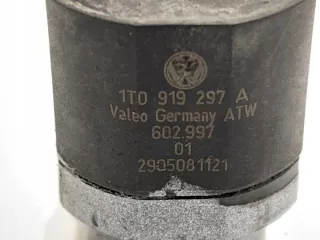 1T0 919 297 A
Valeo Germany ATW
602.997
01
2905081121